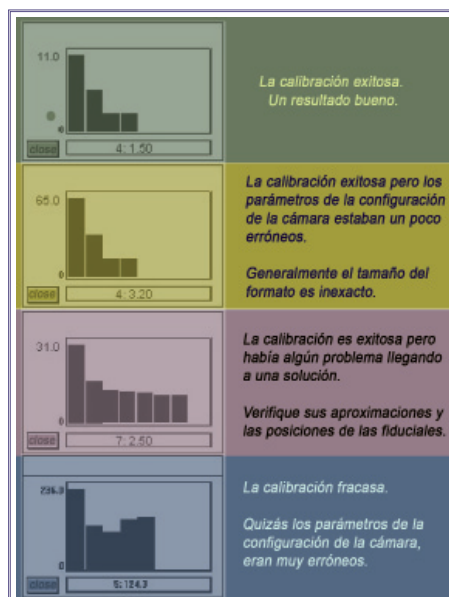 11.0
La calibración exitosa.
Un resultado bueno.
0
close
4: 1.50
65.0
La calibración exitosa pero los
parámetros de la configuración
de la cámara estaban un poco
erróneos.
Generalmente el tamaño del
formato es inexacto.
0
close
4: 3.20
31.0
La calibración es exitosa pero
había algún problema llegando
a una solución.
Verifique sus aproximaciones y
las posiciones de las fiduciales.
0
close
7: 2.50
La calibración fracasa.
Quizás los parámetros de la
configuración de la cámara,
eran muy erróneos.
0
close
5: 124.3